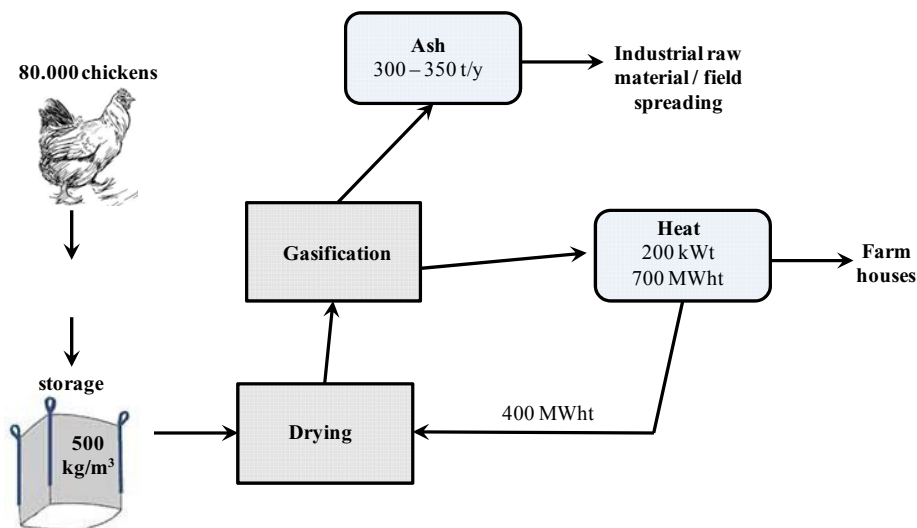 80.000 chickens
Ash
300 – 350 t/y
Industrial raw
material / field
spreading
Gasification
Heat
200 kWt
700 MWht
Farm
houses
storage
500
kg/m³
Drying
400 MWht